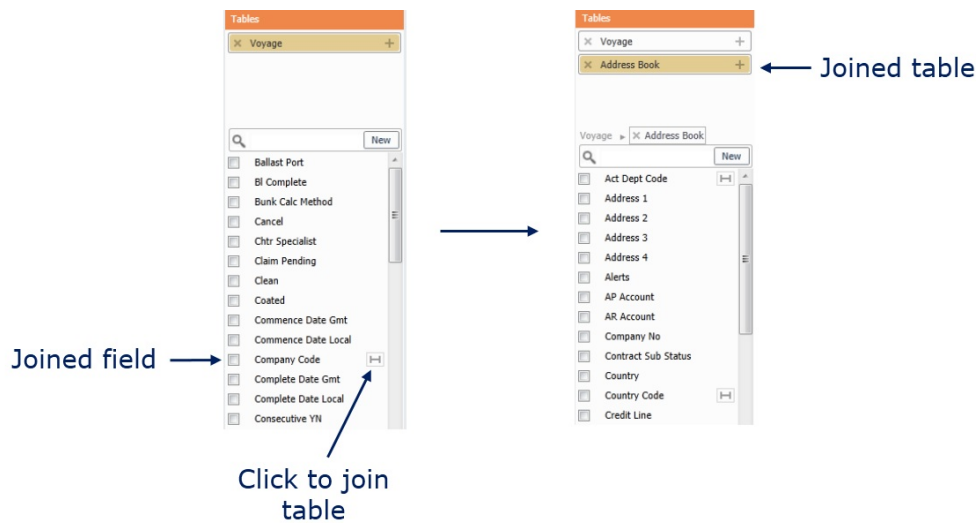 Tables
Voyage
New
Ballast Port
Bl Complete
Bunk Calc Method
Cancel
Chtr Specialist
Claim Pending
Clean
Coated
Commence Date Gmt
Commence Date Local
Company Code
Complete Date Gmt
Complete Date Local
Consecutive YN
Joined field
Click to join
table
Tables
Voyage
Address Book
Joined table
Voyage Address Book
New
Act Dept Code
Address 1
Address 2
Address 3
Address 4
Alerts
AP Account
AR Account
Company No
Contract Sub Status
Country
Country Code
Credit Line